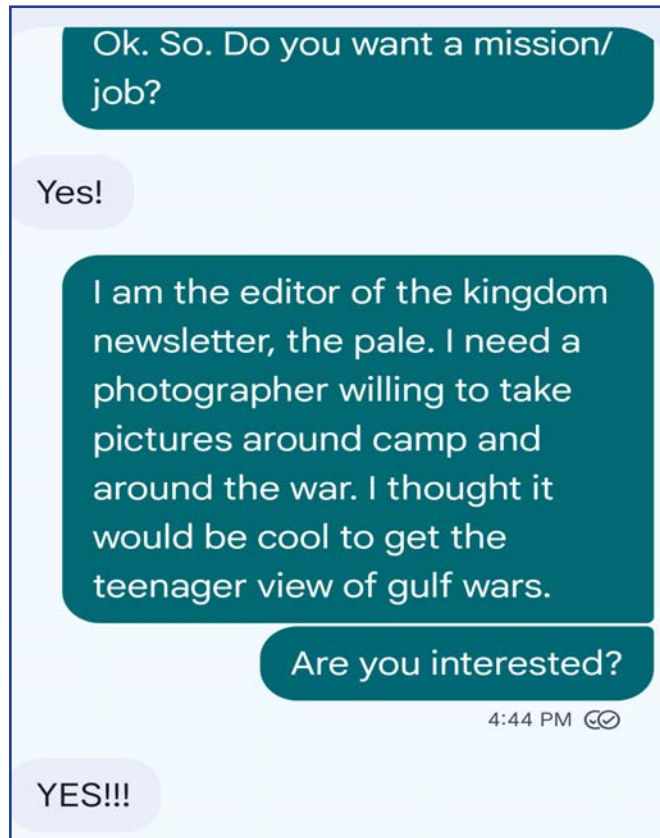 Ok. So. Do you want a mission/
job?
Yes!
I am the editor of the kingdom
newsletter, the pale. I need a
photographer willing to take
pictures around camp and
around the war. I thought it
would be cool to get the
teenager view of gulf wars.
Are you interested?
4:44 PM
YES!!!